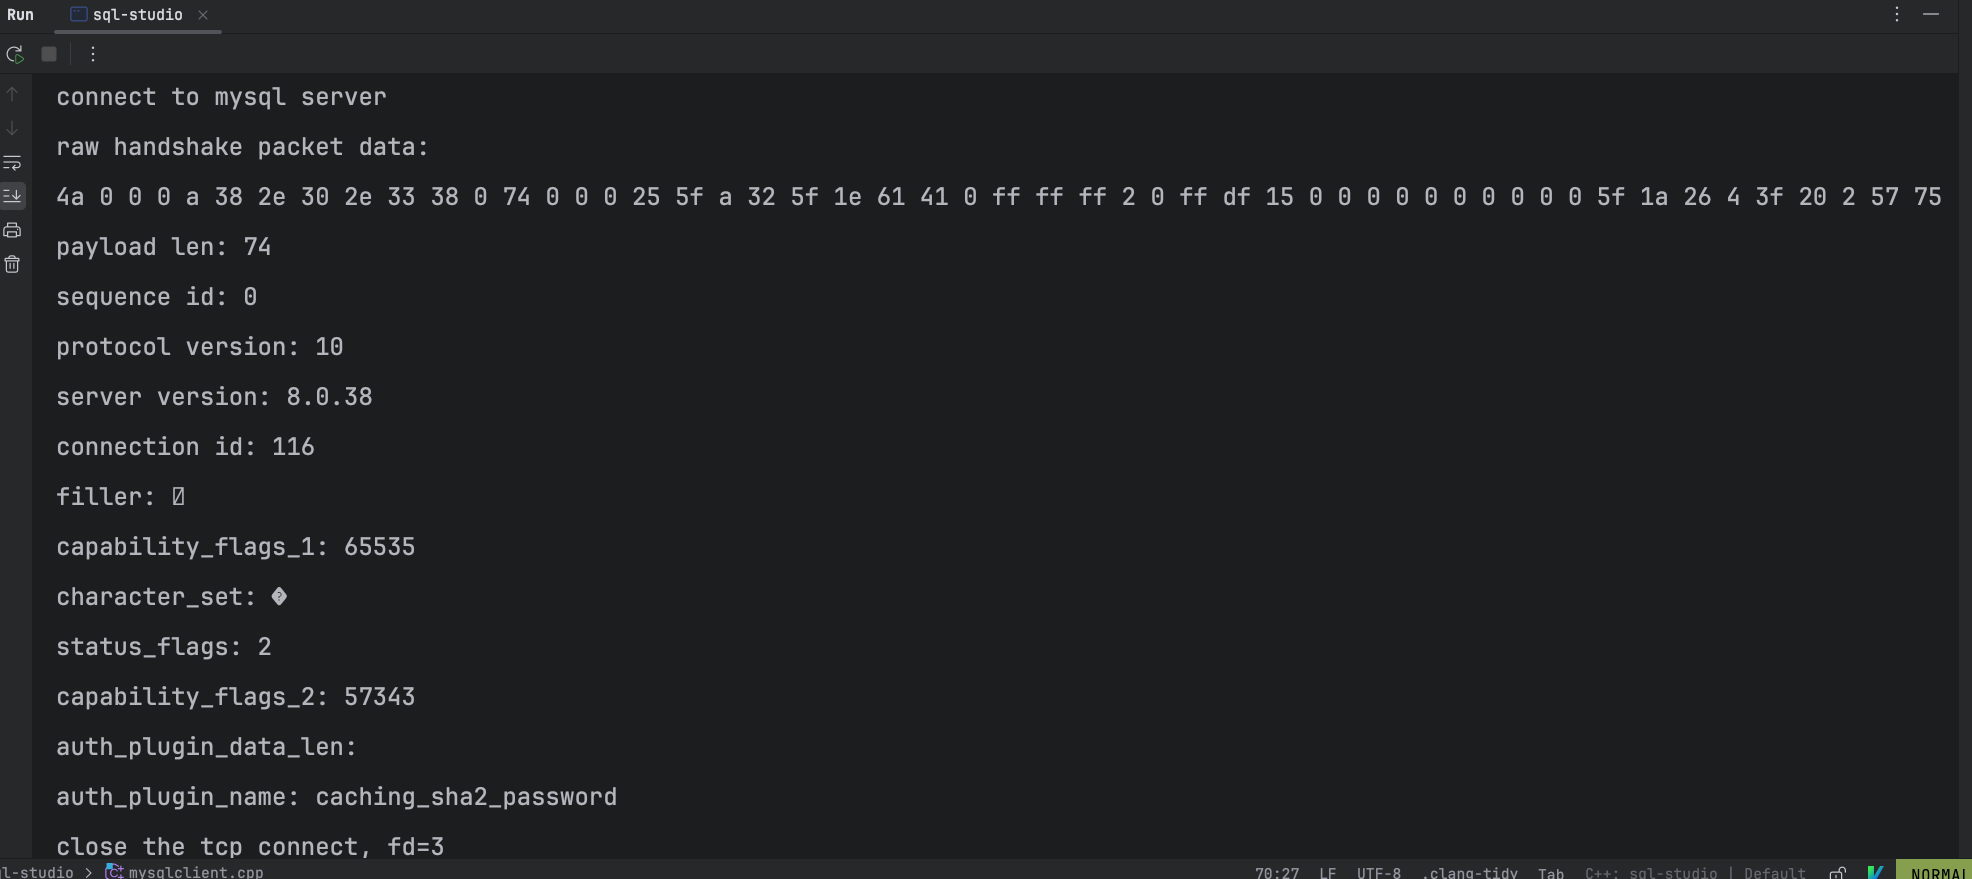 Run sql-studio
connect to mysql server
raw handshake packet data:
4a 0 0 0 a 38 2e 30 2e 33 38 0 74 0 0 0 25 5f a 32 5f 1e 61 41 0 ff ff ff 2 0 ff df 15 0 0 0 0 0 0 0 0 0 0 5f 1a 26 4 3f 20 2 57 75
payload len: 74
sequence id: 0
protocol version: 10
server version: 8.0.38
connection id: 116
filler:
capability_flags_1: 65535
character_set: �
status_flags: 2
capability_flags_2: 57343
auth_plugin_data_len:
auth_plugin_name: caching_sha2_password
close the tcp connect, fd=3
l-studio > mysqlclient.cpp 70:27 LF UTF-8 .clang-tidy Tab C++: sql-studio | Default NORMAL